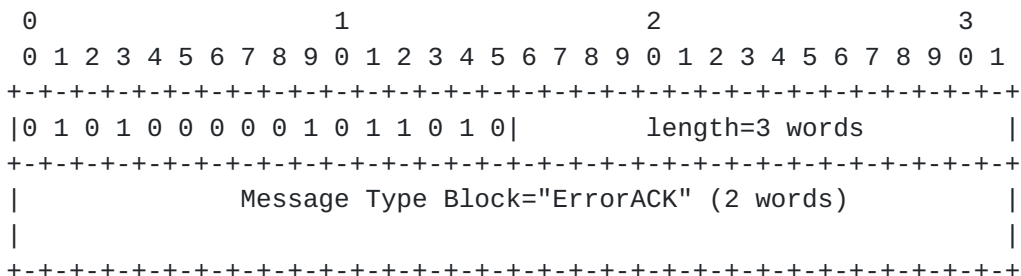 0                   1                   2                   3
 0 1 2 3 4 5 6 7 8 9 0 1 2 3 4 5 6 7 8 9 0 1 2 3 4 5 6 7 8 9 0 1
+-+-+-+-+-+-+-+-+-+-+-+-+-+-+-+-+-+-+-+-+-+-+-+-+-+-+-+-+-+-+-+-+
|0 1 0 1 0 0 0 0 0 1 0 1 1 0 1 0|        length=3 words         |
+-+-+-+-+-+-+-+-+-+-+-+-+-+-+-+-+-+-+-+-+-+-+-+-+-+-+-+-+-+-+-+-+
|              Message Type Block="ErrorACK" (2 words)          |
|                                                               |
+-+-+-+-+-+-+-+-+-+-+-+-+-+-+-+-+-+-+-+-+-+-+-+-+-+-+-+-+-+-+-+-+